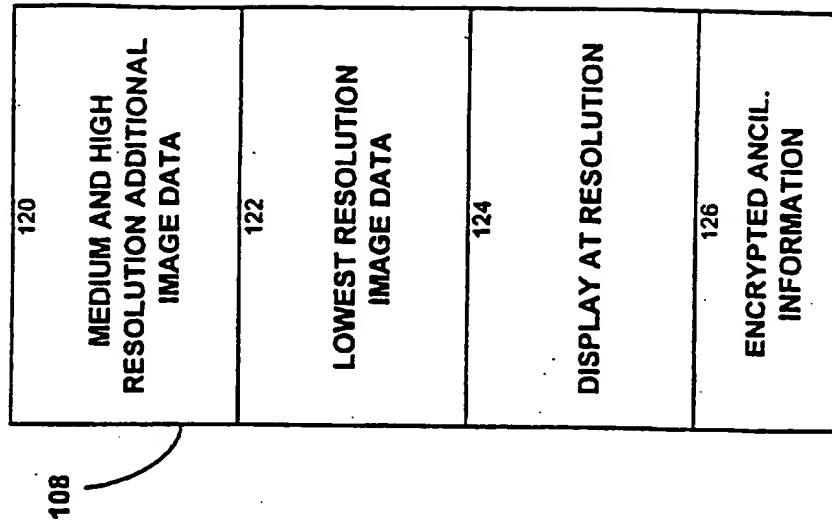 108
120
MEDIUM AND HIGH
RESOLUTION ADDITIONAL
IMAGE DATA
122
LOWEST RESOLUTION
IMAGE DATA
124
DISPLAY AT RESOLUTION
126
ENCRYPTED ANCIL.
INFORMATION